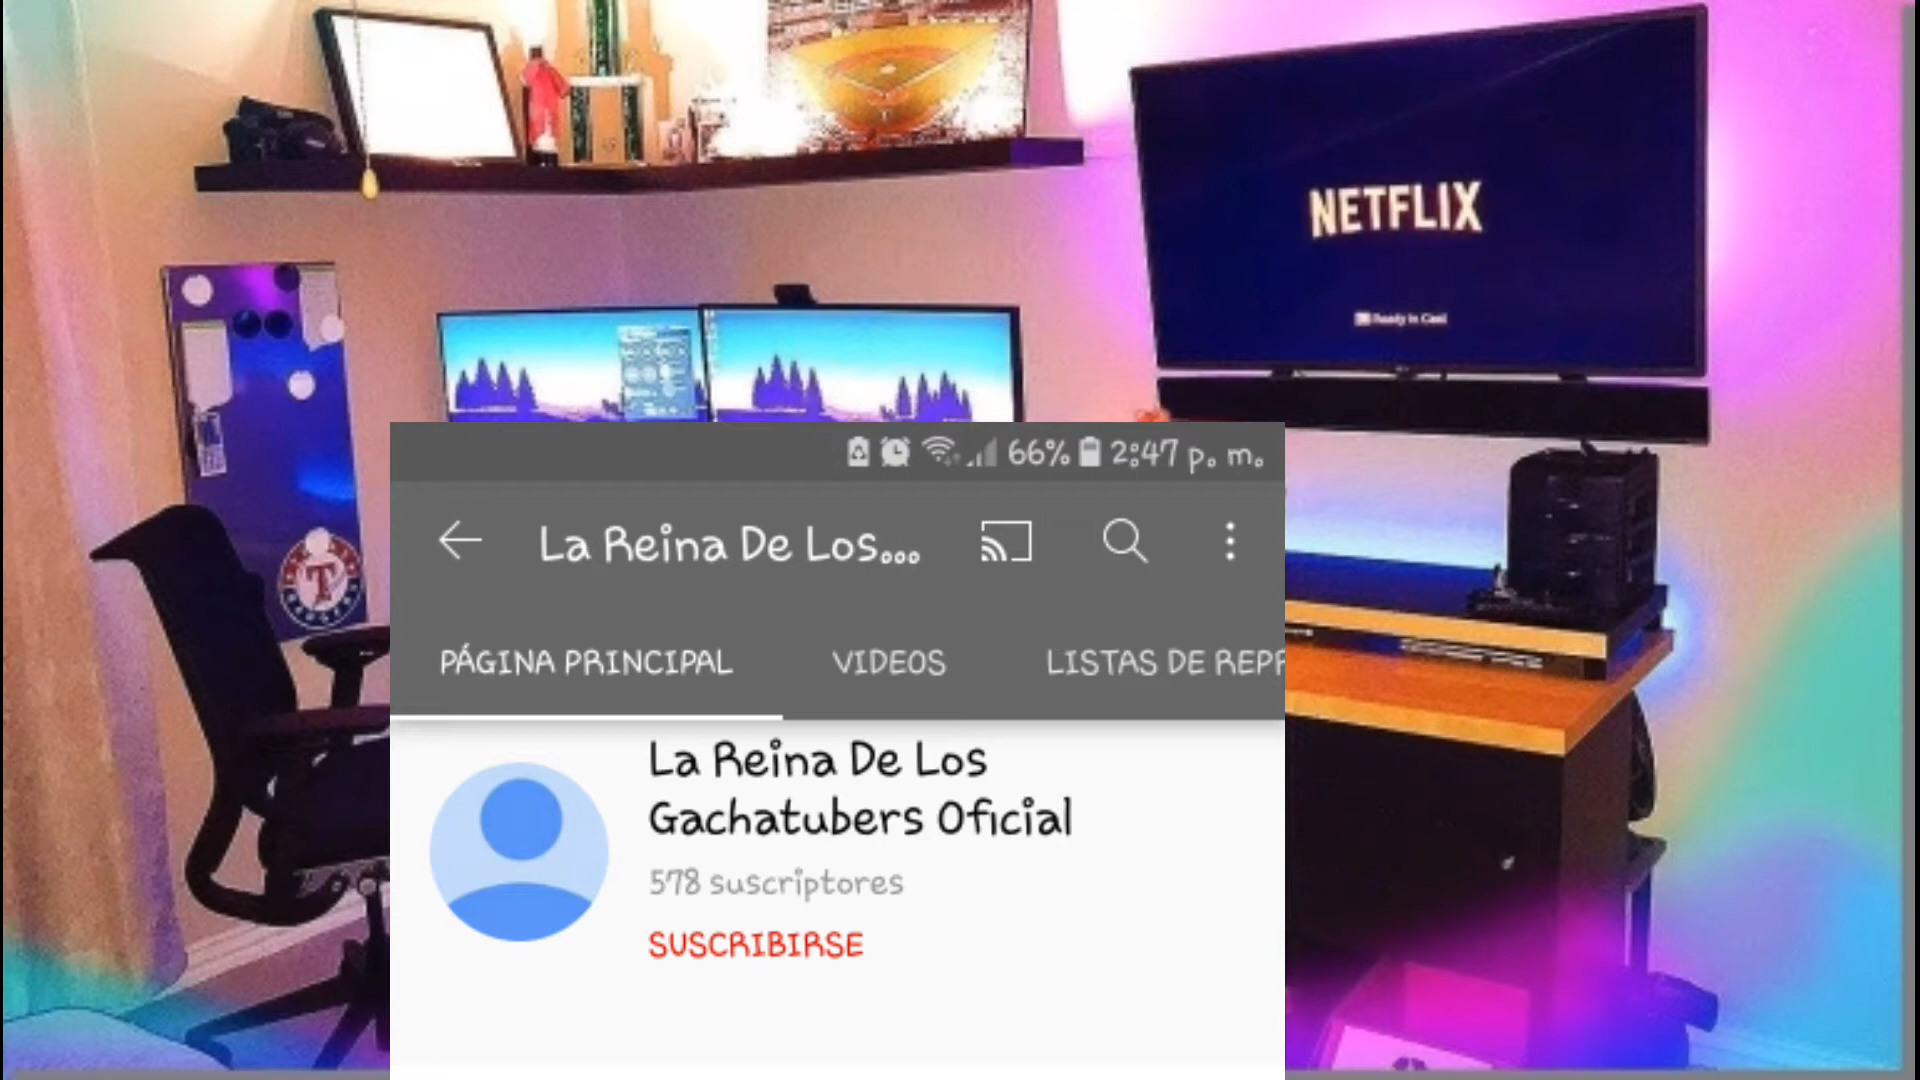 NETFLIX
66% 2:47 p. m.
La Reina De Los...
PÁGINA PRINCIPAL VIDEOS LISTAS DE REPR
T
La Reina De Los
Gachatubers Oficial
578 suscriptores
SUSCRIBIRSE